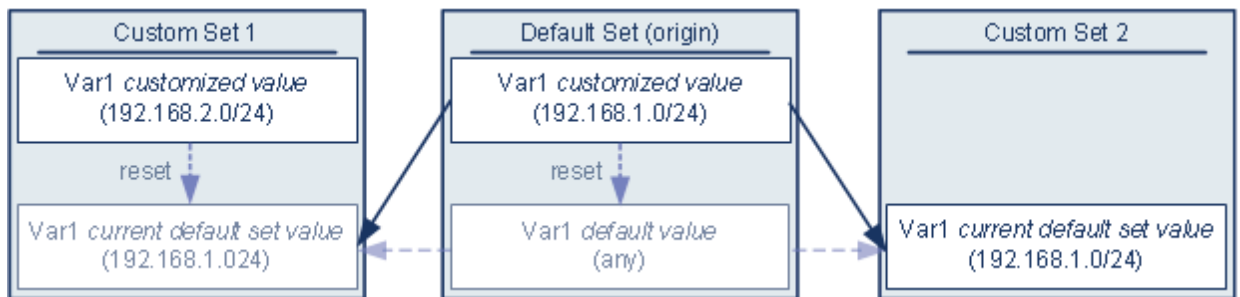 Custom Set 1
Var1 customized value
(192.168.2.0/24)
reset
Var1 current default set value
(192.168.1.024)
Default Set (origin)
Var1 customized value
(192.168.1.0/24)
reset
Var1 default value
(any)
Custom Set 2
Var1 current default set value
(192.168.1.0/24)